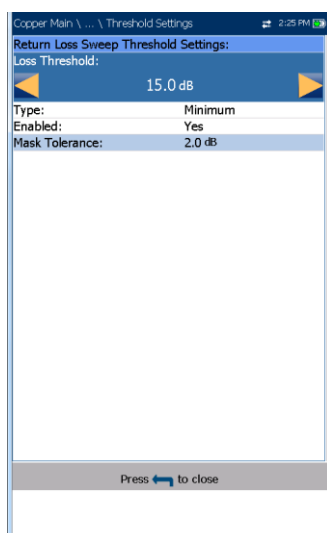 Copper Main \ ... \ Threshold Settings 2:25 PM
Return Loss Sweep Threshold Settings:
Loss Threshold:
15.0 dB
Type: Minimum
Enabled: Yes
Mask Tolerance: 2.0 dB
Press to close